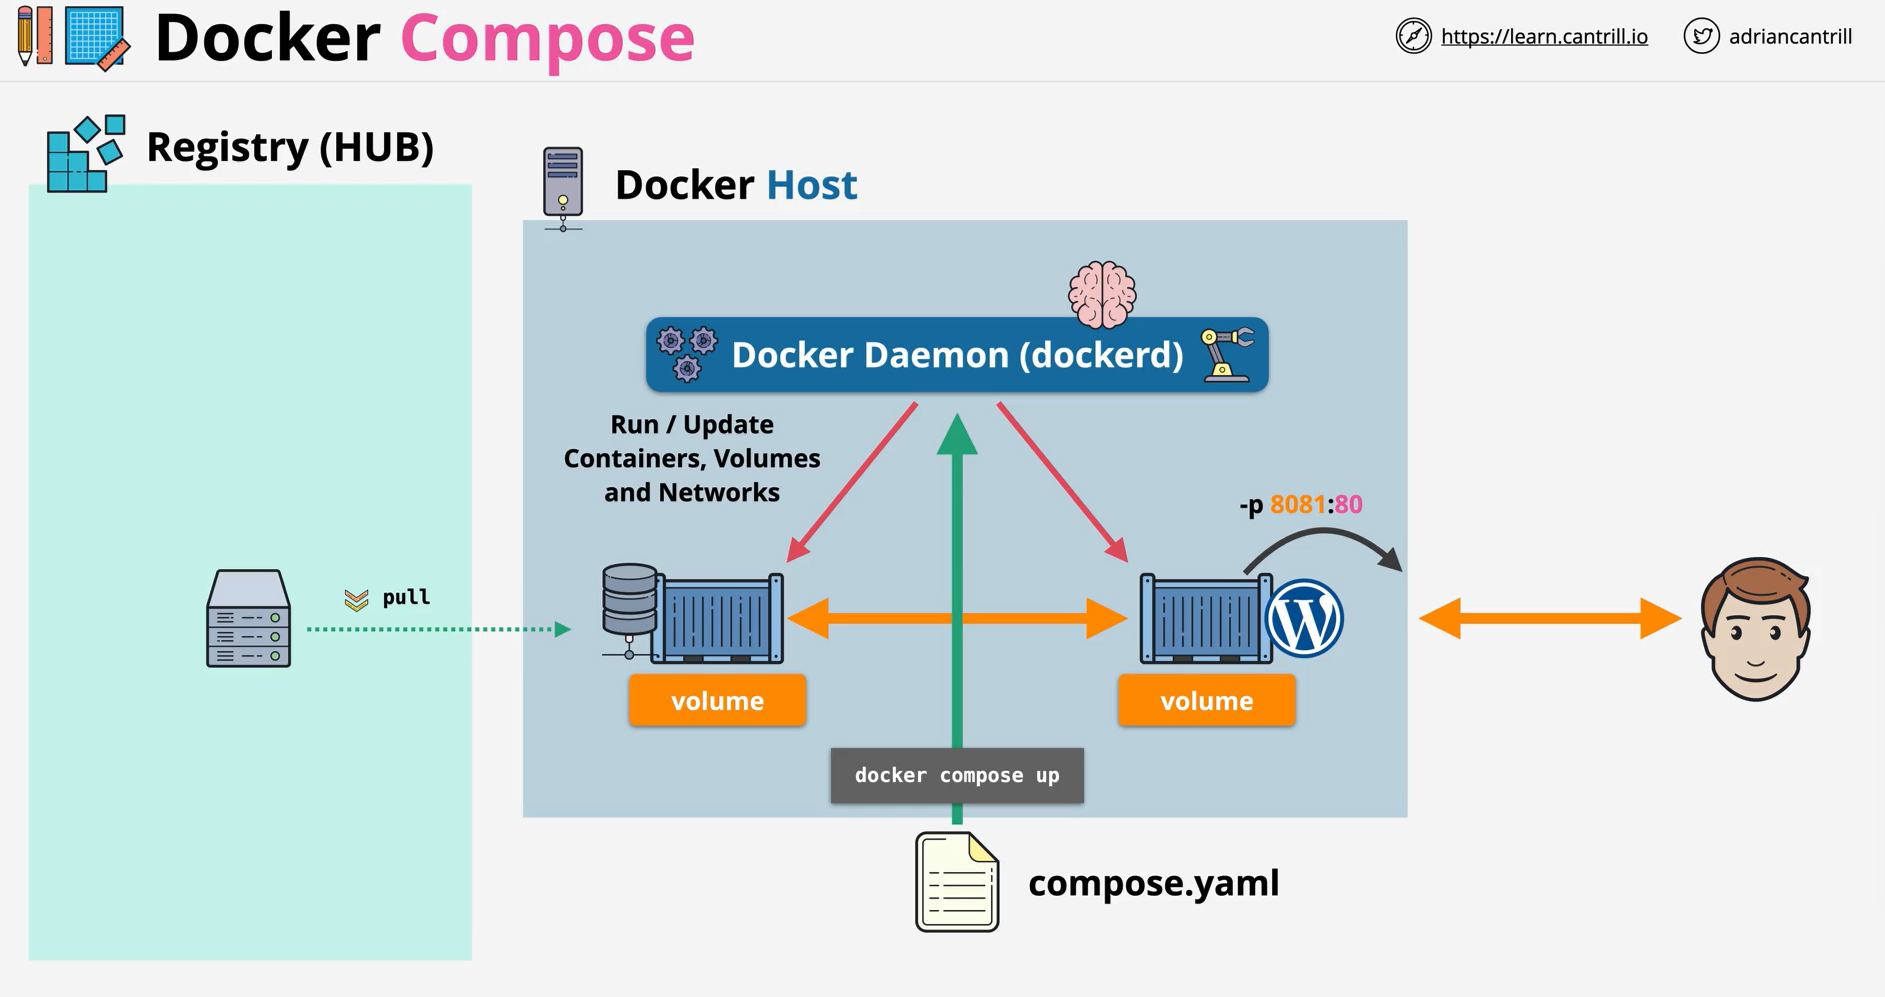 Docker Compose
https://learn.cantrill.io
adriancantrill
Registry (HUB)
Docker Host
Docker Daemon (dockerd)
Run / Update
Containers, Volumes
and Networks
-p 8081:80
pull
volume
volume
docker compose up
compose.yaml